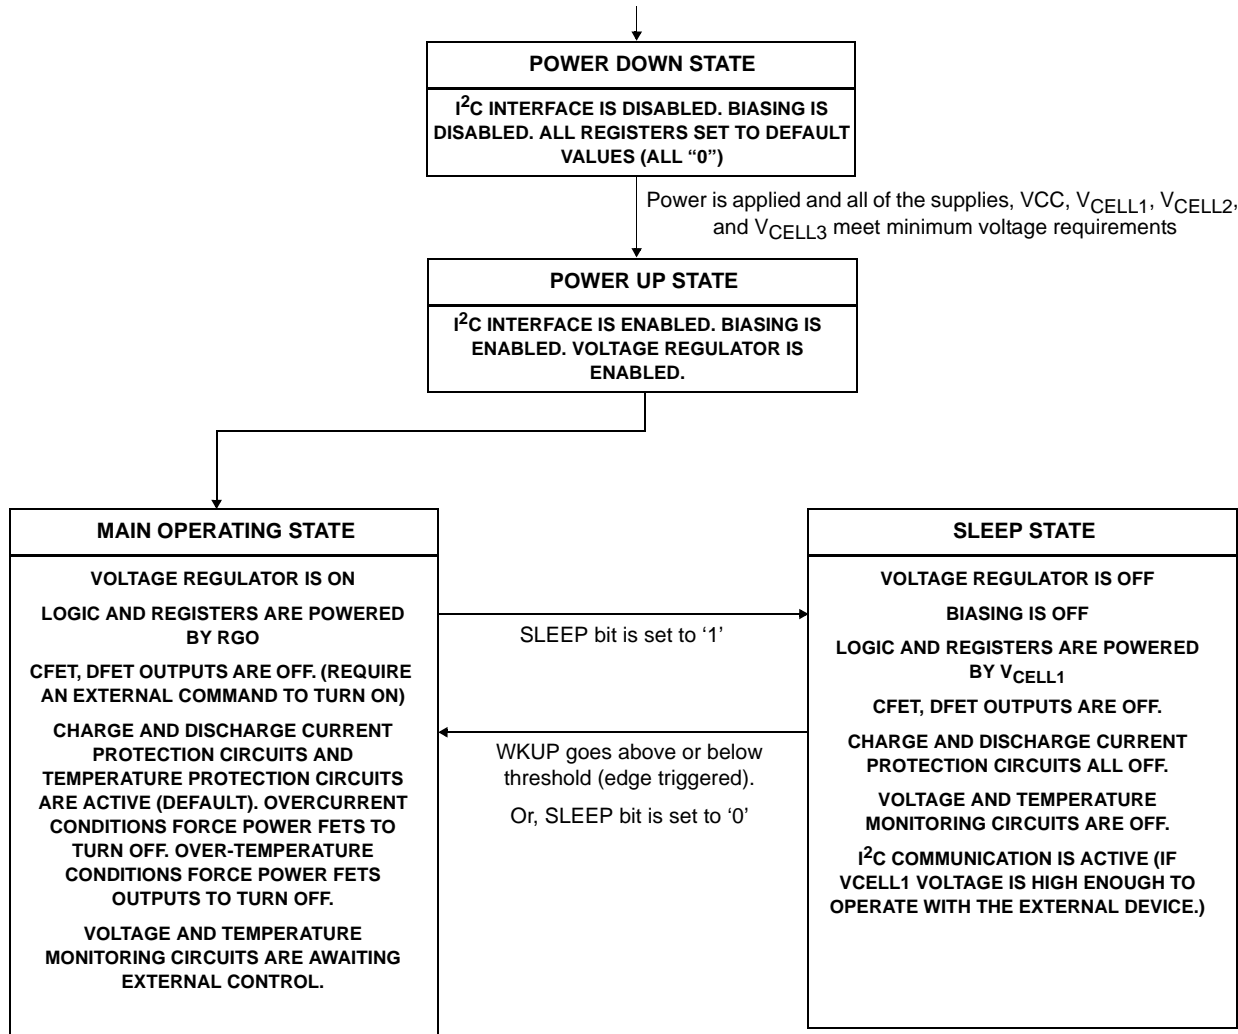 POWER DOWN STATE
I²C INTERFACE IS DISABLED. BIASING IS
DISABLED. ALL REGISTERS SET TO DEFAULT
VALUES (ALL “0”)
Power is applied and all of the supplies, VCC, VCELL1, VCELL2,
and VCELL3 meet minimum voltage requirements
POWER UP STATE
I²C INTERFACE IS ENABLED. BIASING IS
ENABLED. VOLTAGE REGULATOR IS
ENABLED.
MAIN OPERATING STATE
VOLTAGE REGULATOR IS ON
LOGIC AND REGISTERS ARE POWERED
BY RGO
CFET, DFET OUTPUTS ARE OFF. (REQUIRE
AN EXTERNAL COMMAND TO TURN ON)
CHARGE AND DISCHARGE CURRENT
PROTECTION CIRCUITS AND
TEMPERATURE PROTECTION CIRCUITS
ARE ACTIVE (DEFAULT). OVERCURRENT
CONDITIONS FORCE POWER FETS TO
TURN OFF. OVER-TEMPERATURE
CONDITIONS FORCE POWER FETS
OUTPUTS TO TURN OFF.
VOLTAGE AND TEMPERATURE
MONITORING CIRCUITS ARE AWAITING
EXTERNAL CONTROL.
SLEEP bit is set to ‘1’
WKUP goes above or below
threshold (edge triggered).
Or, SLEEP bit is set to ‘0’
SLEEP STATE
VOLTAGE REGULATOR IS OFF
BIASING IS OFF
LOGIC AND REGISTERS ARE POWERED
BY VCELL1
CFET, DFET OUTPUTS ARE OFF.
CHARGE AND DISCHARGE CURRENT
PROTECTION CIRCUITS ALL OFF.
VOLTAGE AND TEMPERATURE
MONITORING CIRCUITS ARE OFF.
I²C COMMUNICATION IS ACTIVE (IF
VCELL1 VOLTAGE IS HIGH ENOUGH TO
OPERATE WITH THE EXTERNAL DEVICE.)